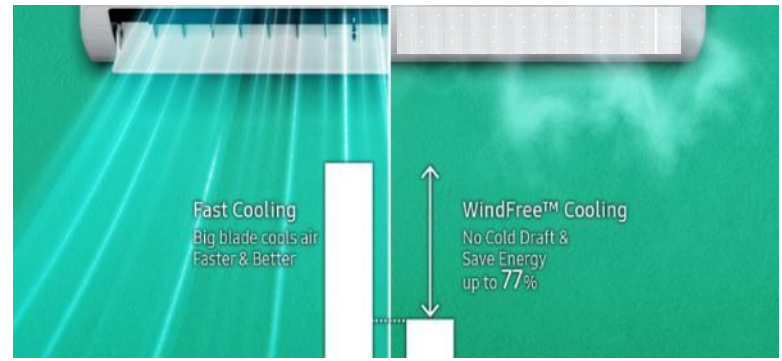 Fast Cooling
Big blade cools air
Faster & Better
WindFree™ Cooling
No Cold Draft &
Save Energy
up to 77%